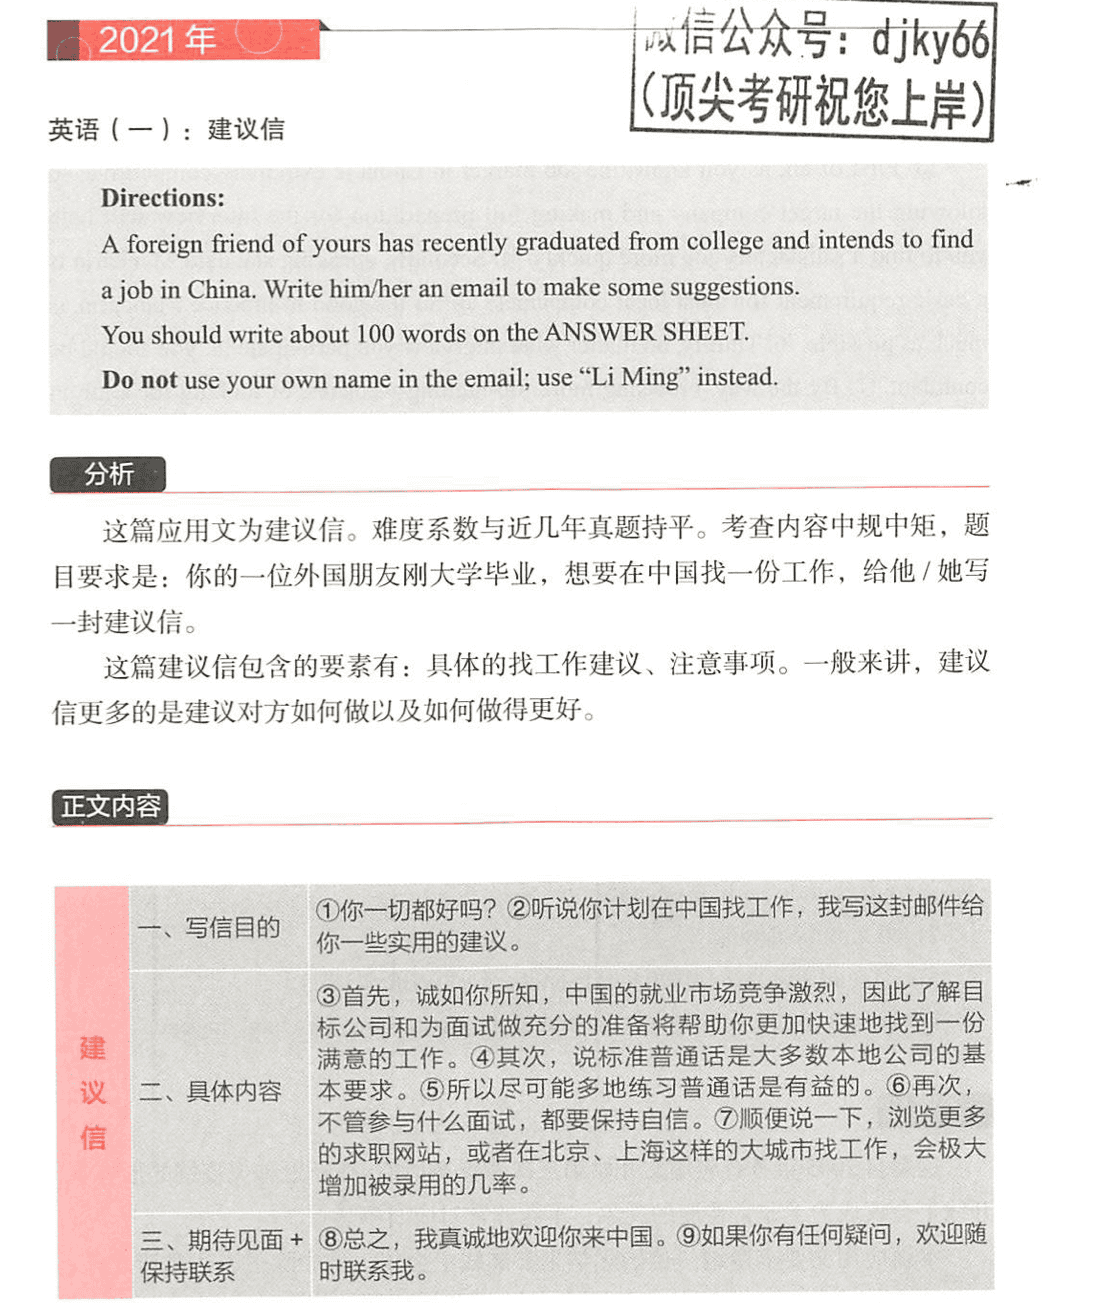 2021年
微信公众号：djky66
（顶尖考研祝您上岸）
英语（一）：建议信
Directions:
A foreign friend of yours has recently graduated from college and intends to find
a job in China. Write him/her an email to make some suggestions.
You should write about 100 words on the ANSWER SHEET.
Do not use your own name in the email; use “Li Ming” instead.
分析
这篇应用文为建议信。难度系数与近几年真题持平。考查内容中规中矩，题
目要求是：你的一位外国朋友刚大学毕业，想要在中国找一份工作，给他 / 她写
一封建议信。
这篇建议信包含的要素有：具体的找工作建议、注意事项。一般来讲，建议
信更多的是建议对方如何做以及如何做得更好。
正文内容
建议信
一、写信目的
①你一切都好吗？②听说你计划在中国找工作，我写这封邮件给
你一些实用的建议。
二、具体内容
③首先，诚如你所知，中国的就业市场竞争激烈，因此了解目
标公司和为面试做充分的准备将帮助你更加快速地找到一份
满意的工作。④其次，说标准普通话是大多数本地公司的基
本要求。⑤所以尽可能多地练习普通话是有益的。⑥再次，
不管参与什么面试，都要保持自信。⑦顺便说一下，浏览更多
的求职网站，或者在北京、上海这样的大城市找工作，会极大
增加被录用的几率。
三、期待见面 +
保持联系
⑧总之，我真诚地欢迎你来中国。⑨如果你有任何疑问，欢迎随
时联系我。